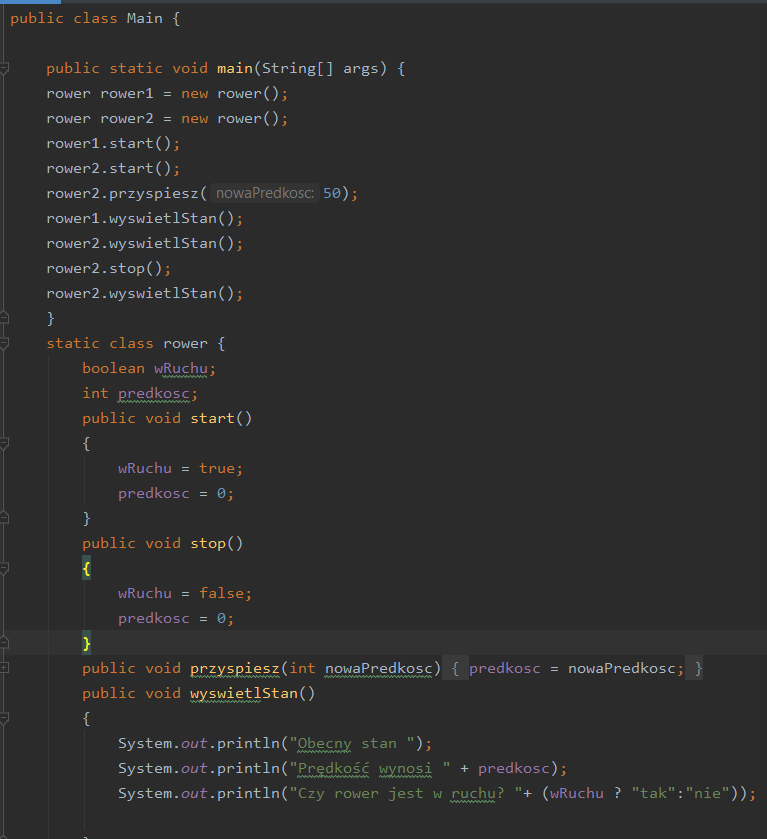 public class Main {
public static void main(String[] args) {
rower rower1 = new rower();
rower rower2 = new rower();
rower1.start();
rower2.start();
rower2.przyspiesz( nowaPredkosc: 50);
rower1.wyswietlStan();
rower2.wyswietlStan();
rower2.stop();
rower2.wyswietlStan();
}
static class rower {
boolean wRuchu;
int predkosc;
public void start()
{
wRuchu = true;
predkosc = 0;
}
public void stop()
{
wRuchu = false;
predkosc = 0;
}
public void przyspiesz(int nowaPredkosc) { predkosc = nowaPredkosc; }
public void wyswietlStan()
{
System.out.println("Obecny stan ");
System.out.println("Prędkość wynosi " + predkosc);
System.out.println("Czy rower jest w ruchu? "+ (wRuchu ? "tak":"nie"));